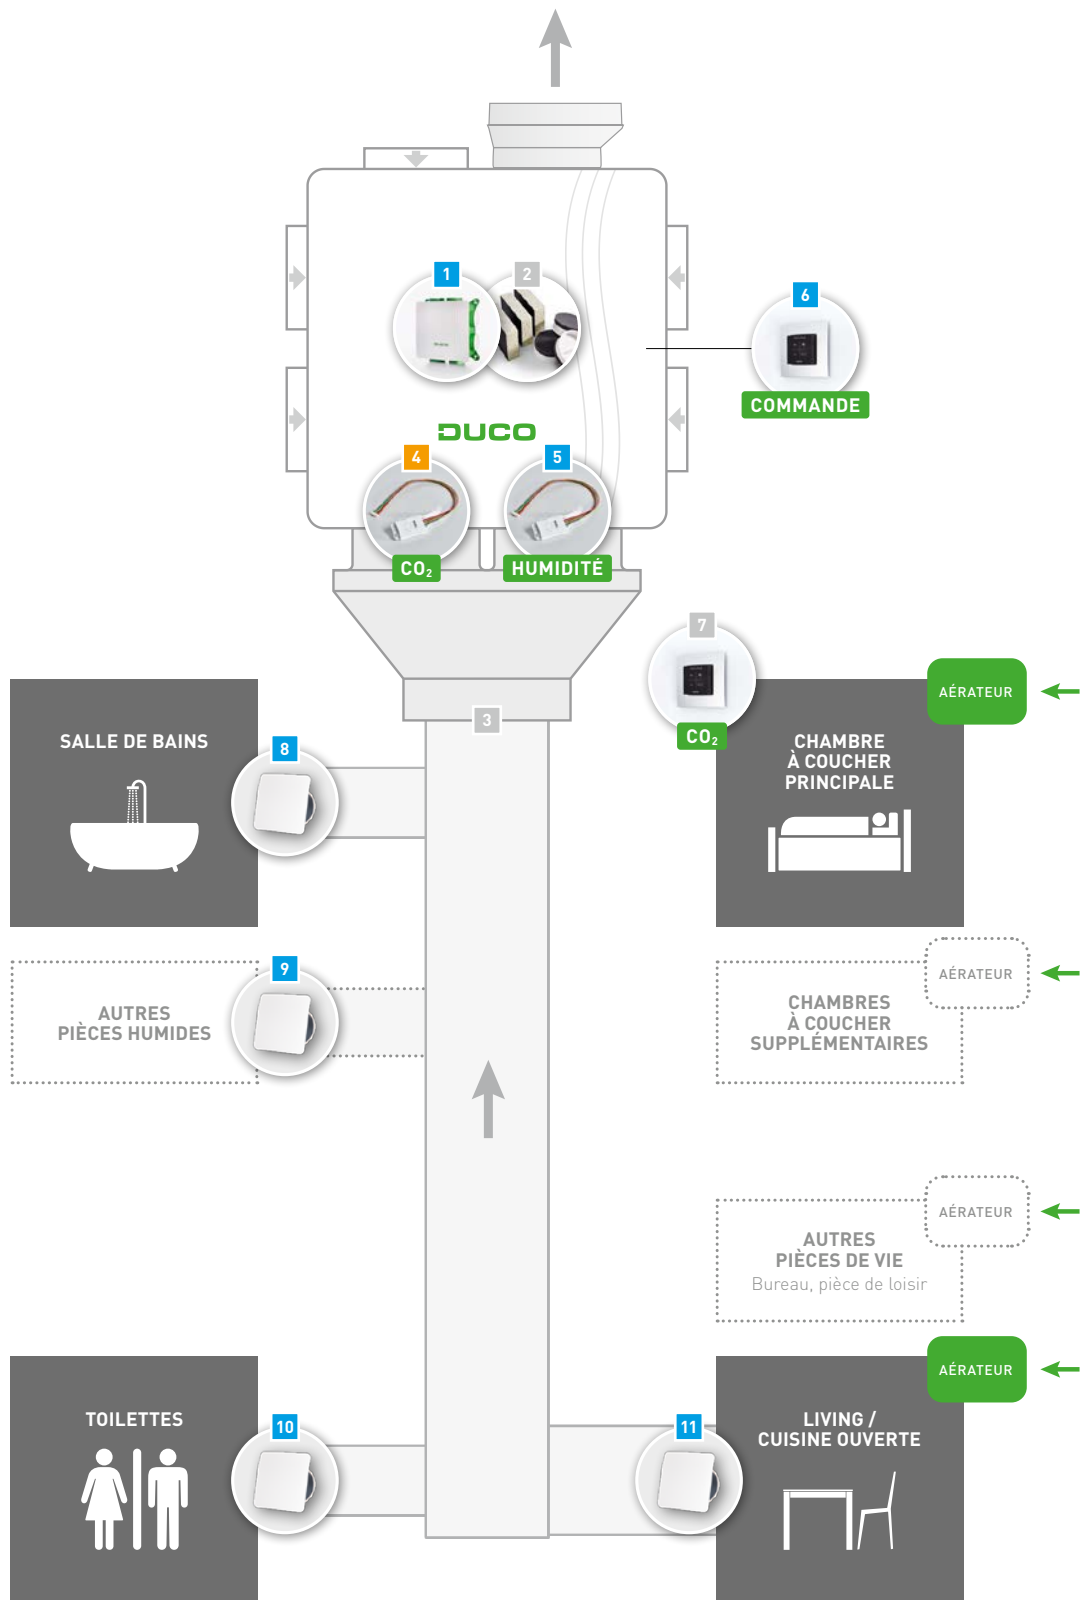 1
2
6
COMMANDE
DUCO
4
5
CO₂
HUMIDITÉ
7
CO₂
3
AÉRATEUR
SALLE DE BAINS
8
CHAMBRE
À COUCHER
PRINCIPALE
9
AUTRES
PIÈCES HUMIDES
AÉRATEUR
CHAMBRES
À COUCHER
SUPPLÉMENTAIRES
AÉRATEUR
AUTRES
PIÈCES DE VIE
Bureau, pièce de loisir
AÉRATEUR
TOILETTES
10
11
LIVING /
CUISINE OUVERTE